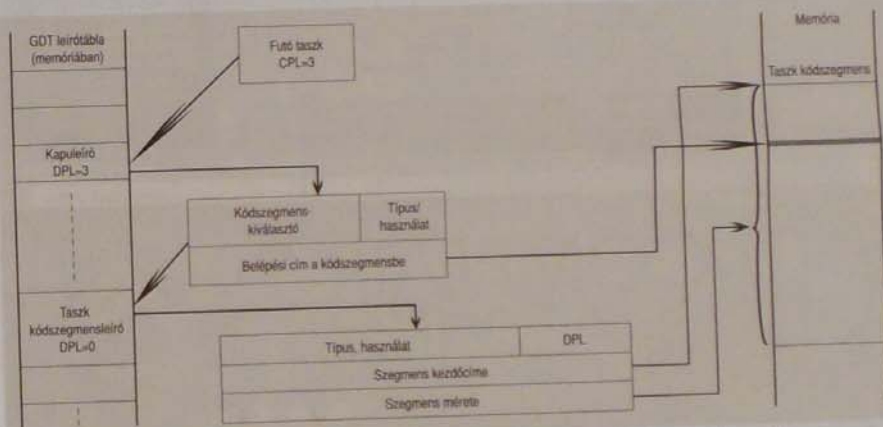 GDT leírótábla
(memóriában)
Futó taszk
CPL=3
Memória
Taszk kódszegmens
Kapuleíró
DPL=3
Kódszegmens-
kiválasztó
Típus/
használat
Belépési cím a kódszegmensbe
Taszk
kódszegmensleíró
DPL=0
Típus, használat
DPL
Szegmens kezdőcíme
Szegmens mérete